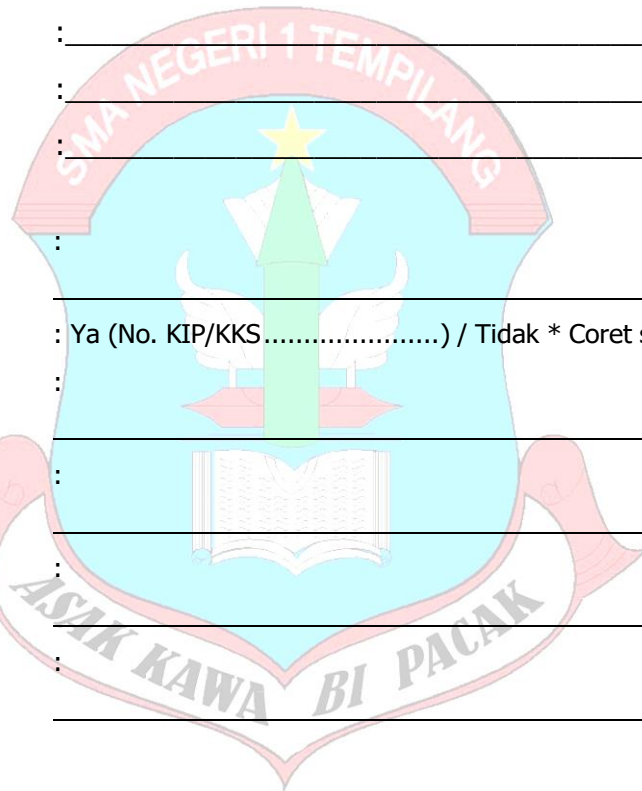 :
SMA NEGERI 1 TEMPILANG
:
:
:
: Ya (No. KIP/KKS.......................) / Tidak * Coret
:
:
:
:
ASAK KAWA BI PACAK